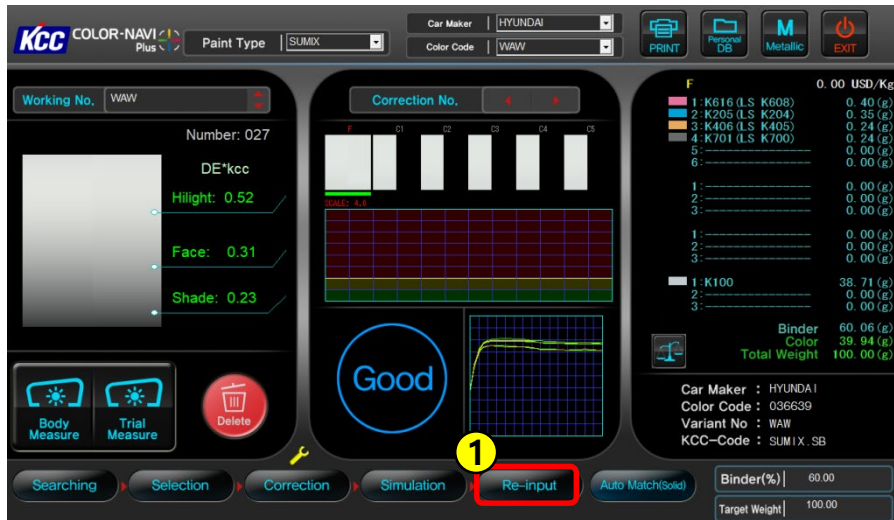 KCC COLOR-NAVI Plus
Paint Type SUMIX
Car Maker HYUNDAI
Color Code WAW
PRINT
Personal DB
Metallic
EXIT
Working No. WAW
Number: 027
DE*kcc
Hilight: 0.52
Face: 0.31
Shade: 0.23
Body Measure
Trial Measure
Delete
Correction No.
F C1 C2 C3 C4 C5
SCALE: 4.0
Good
F 0.00 USD/Kg
1:K616(LS K608) 0.40(g)
2:K205(LS K204) 0.35(g)
3:K406(LS K405) 0.24(g)
4:K701(LS K700) 0.24(g)
5: 0.00(g)
6: 0.00(g)
1: 0.00(g)
2: 0.00(g)
3: 0.00(g)
1: 0.00(g)
2: 0.00(g)
3: 0.00(g)
1:K100 38.71(g)
2: 0.00(g)
3: 0.00(g)
Binder 60.06(g)
Color 39.94(g)
Total Weight 100.00(g)
Car Maker : HYUNDAI
Color Code : 036639
Variant No : WAW
KCC-Code : SUMIX.SB
1
Searching Selection Correction Simulation Re-input Auto Match(Solid)
Binder(%) 60.00
Target Weight 100.00